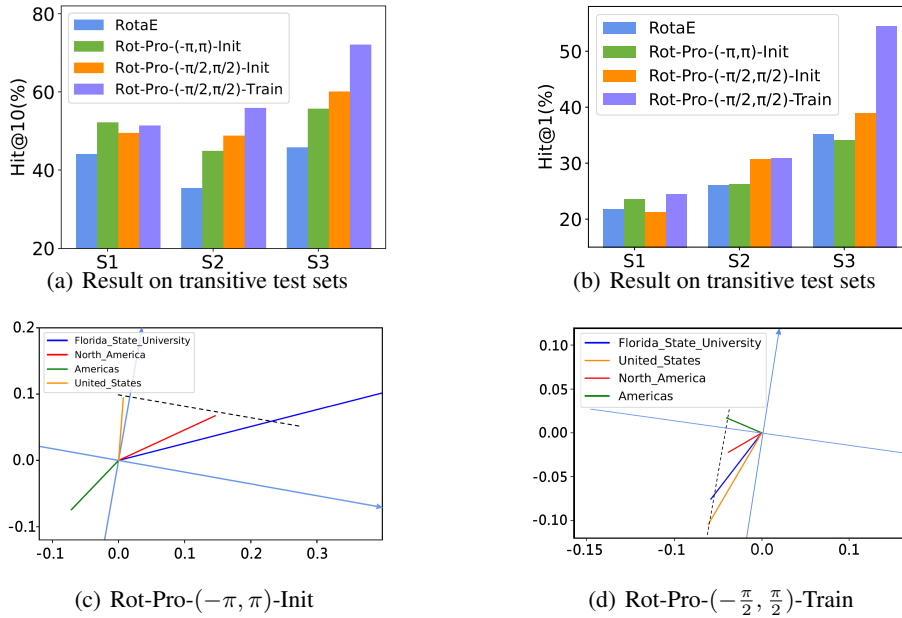 80
60
40
20
Hit@10(%)
RotaE
Rot-Pro-(-π,π)-Init
Rot-Pro-(-π/2,π/2)-Init
Rot-Pro-(-π/2,π/2)-Train
S1 S2 S3
(a) Result on transitive test sets
50
40
30
20
Hit@1(%)
RotaE
Rot-Pro-(-π,π)-Init
Rot-Pro-(-π/2,π/2)-Init
Rot-Pro-(-π/2,π/2)-Train
S1 S2 S3
(b) Result on transitive test sets
0.2
0.1
0.0
-0.1
Florida_State_University
North_America
Americas
United_States
-0.1 0.0 0.1 0.2 0.3
(c) Rot-Pro-(−π, π)-Init
0.10
0.05
0.00
-0.05
-0.10
Florida_State_University
United_States
North_America
Americas
-0.15 -0.1 0.0 0.1
(d) Rot-Pro-(−π/2, π/2)-Train